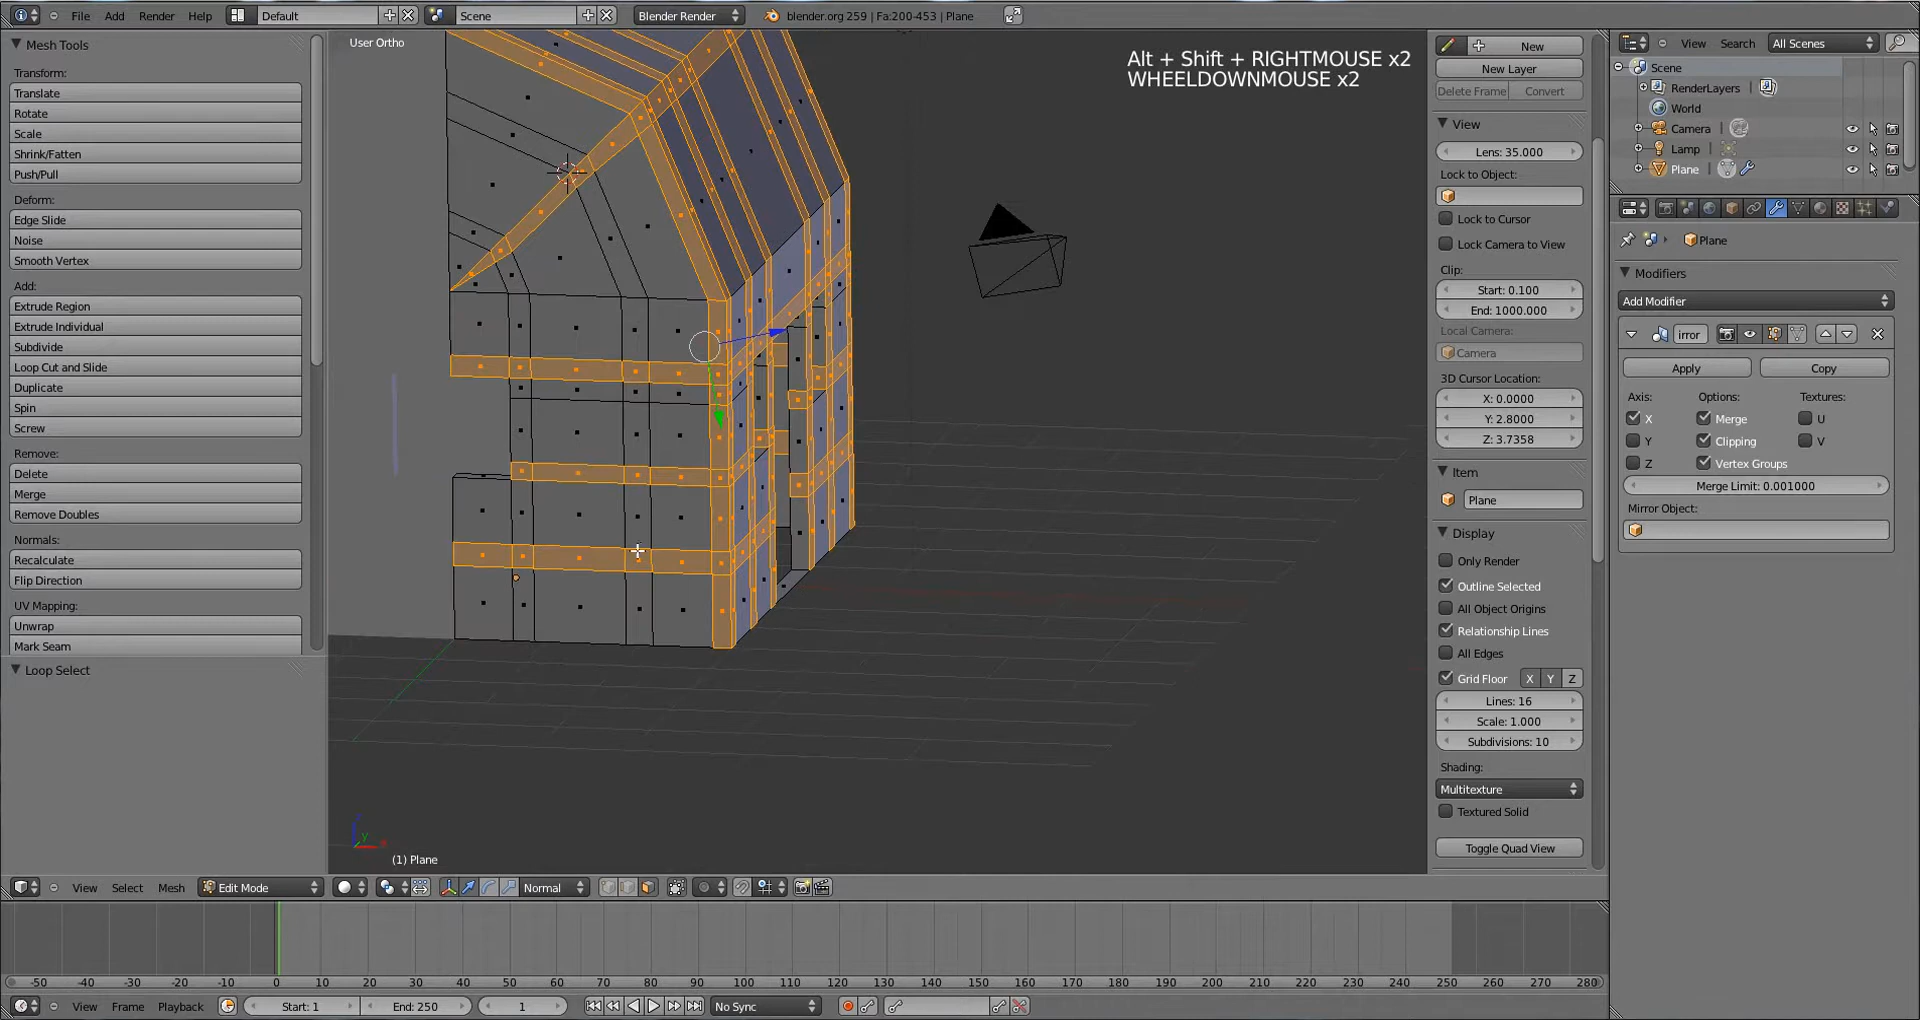 File Add Render Help Default Scene Blender Render blender.org 259 | Fa:200-453 | Plane
Mesh Tools
Transform:
Translate
Rotate
Scale
Shrink/Fatten
Push/Pull
Deform:
Edge Slide
Noise
Smooth Vertex
Add:
Extrude Region
Extrude Individual
Subdivide
Loop Cut and Slide
Duplicate
Spin
Screw
Remove:
Delete
Merge
Remove Doubles
Normals:
Recalculate
Flip Direction
UV Mapping:
Unwrap
Mark Seam
Loop Select
User Ortho
Alt + Shift + RIGHTMOUSE x2
WHEELDOWNMOUSE x2
(1) Plane
New
New Layer
Delete Frame Convert
View
Lens: 35.000
Lock to Object:
Lock to Cursor
Lock Camera to View
Clip:
Start: 0.100
End: 1000.000
Local Camera:
Camera
3D Cursor Location:
X: 0.0000
Y: 2.8000
Z: 3.7358
Item
Plane
Display
Only Render
Outline Selected
All Object Origins
Relationship Lines
All Edges
Grid Floor X Y Z
Lines: 16
Scale: 1.000
Subdivisions: 10
Shading:
Multitexture
Textured Solid
Toggle Quad View
View Search All Scenes
Scene
RenderLayers
World
Camera
Lamp
Plane
Plane
Modifiers
Add Modifier
irror
Apply Copy
Axis: Options: Textures:
X Merge U
Y Clipping V
Z Vertex Groups
Merge Limit: 0.001000
Mirror Object:
View Select Mesh Edit Mode Normal
-50 -40 -30 -20 -10 0 10 20 30 40 50 60 70 80 90 100 110 120 130 140 150 160 170 180 190 200 210 220 230 240 250 260 270 280
View Frame Playback Start: 1 End: 250 1 No Sync